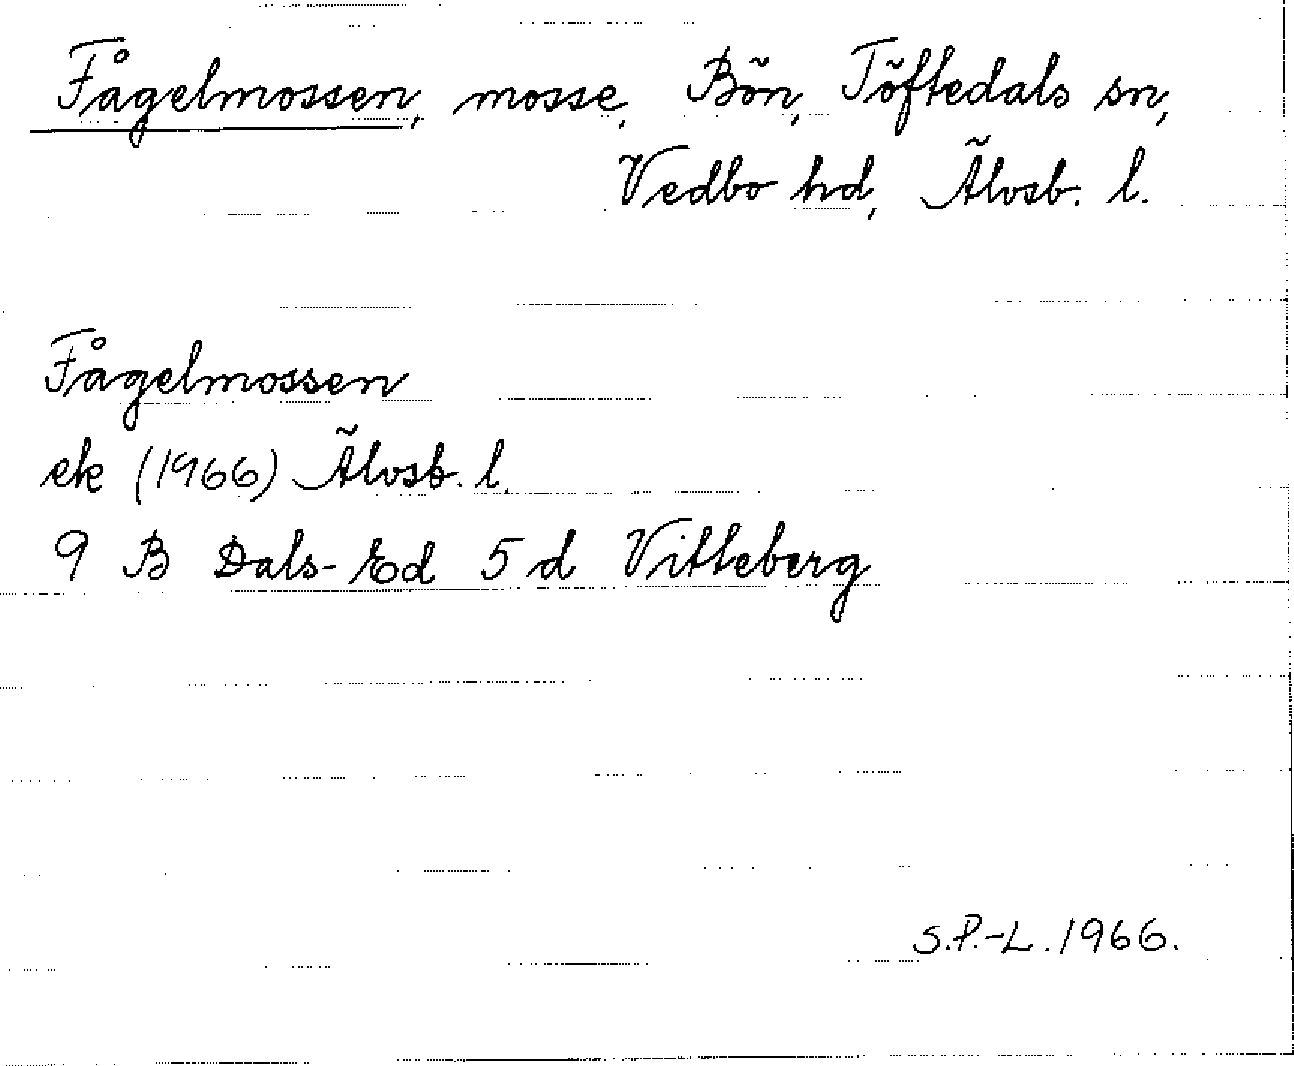 Fågelmossen, mosse, Bön, Töftedals sn,
Vedbo hd, Älvsb. l.
Fågelmossen
ek (1966) Älvsb. l.
9 B Dals-Ed 5 d Vitteberg
S.P.-L. 1966.